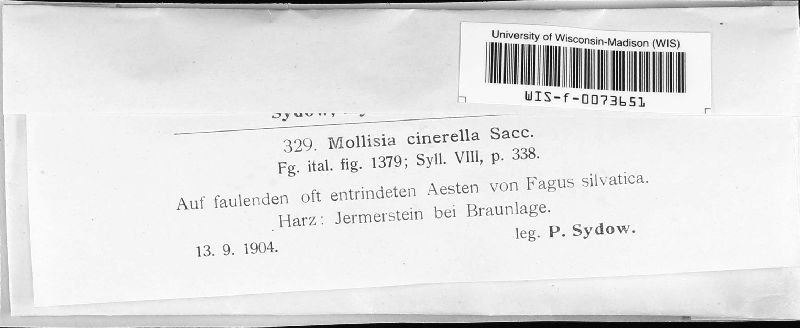 University of Wisconsin-Madison (WIS)
WIS-f-0073651
329. Mollisia cinerella Sacc.
Fg. ital. fig. 1379; Syll. VIII, p. 338.
Auf faulenden oft entrindeten Aesten von Fagus silvatica.
Harz: Jermerstein bei Braunlage.
13. 9. 1904.
leg. P. Sydow.